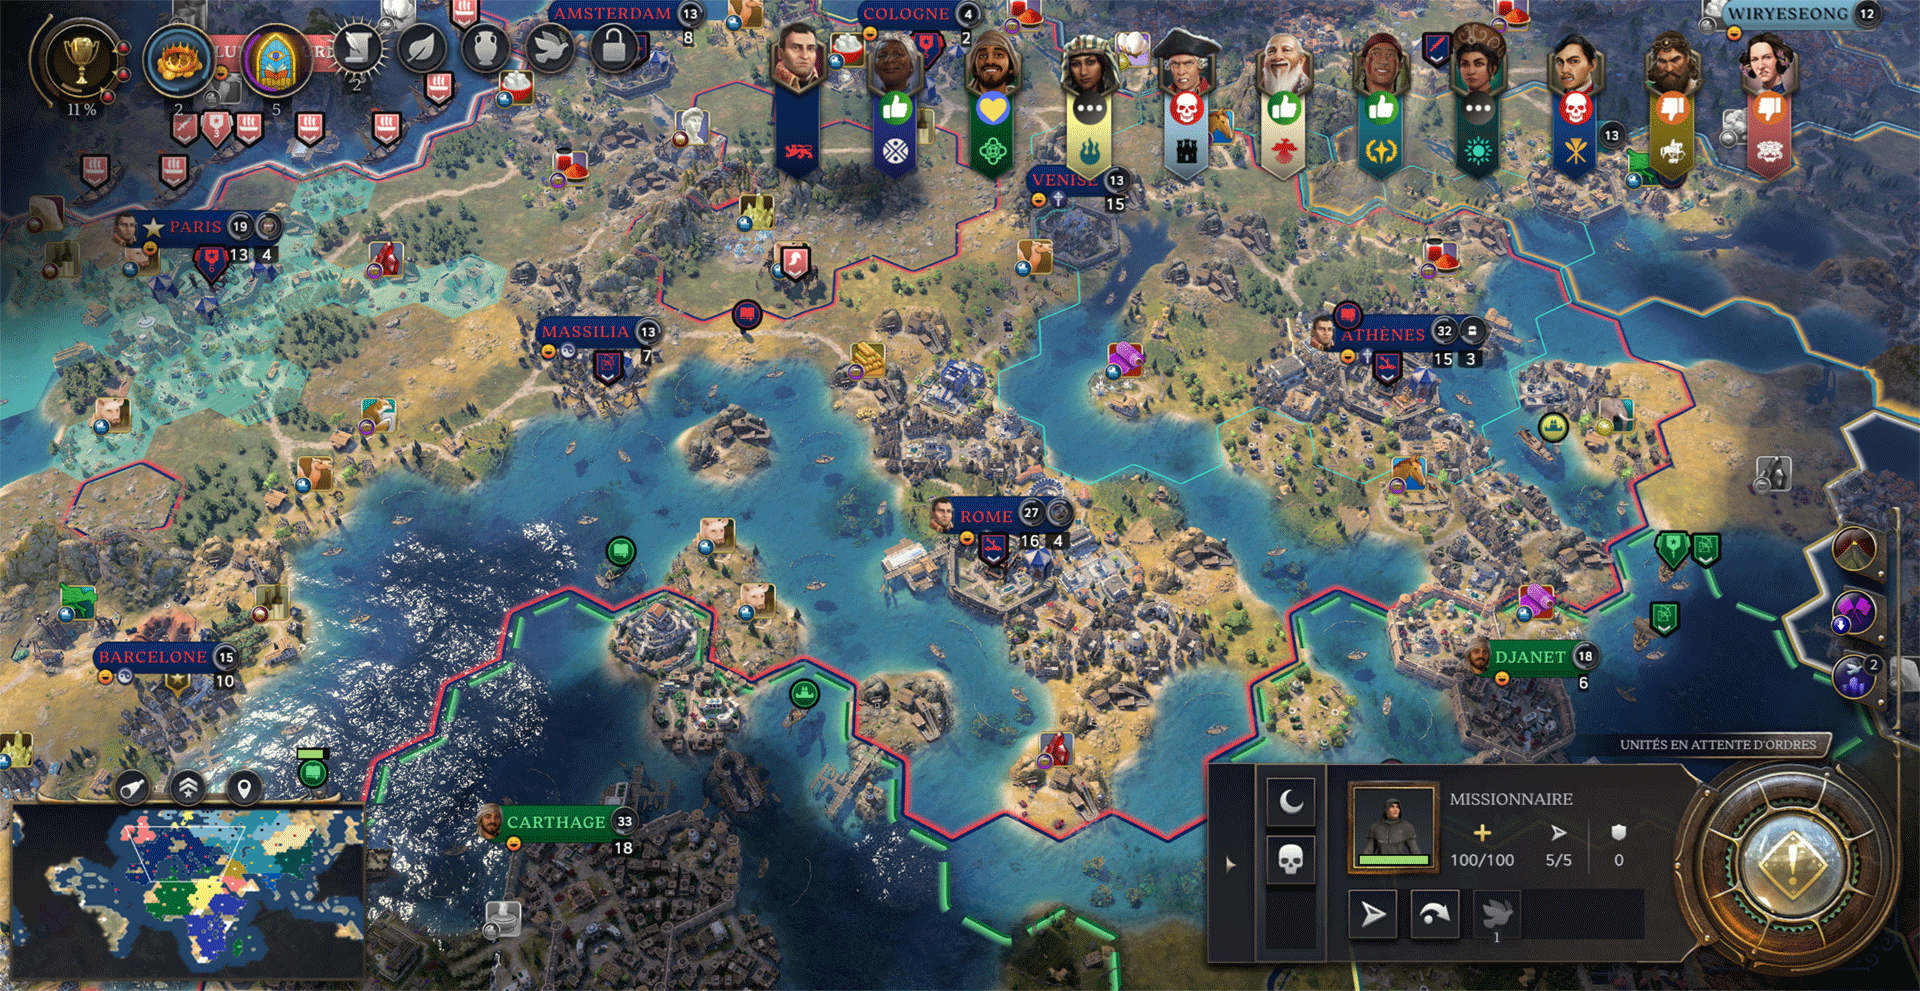 AMSTERDAM 13
8
COLOGNE 4
2
WIRYESEONG 12
11 %
2
5
2
3
13
VENISE 13
15
PARIS 19
13 4
MASSILIA 13
7
ATHÈNES 32
15 3
ROME 27
16 4
BARCELONE 15
10
DJANET 18
6
2
CARTHAGE 33
18
UNITÉS EN ATTENTE D'ORDRES
MISSIONNAIRE
100/100 5/5 0
1